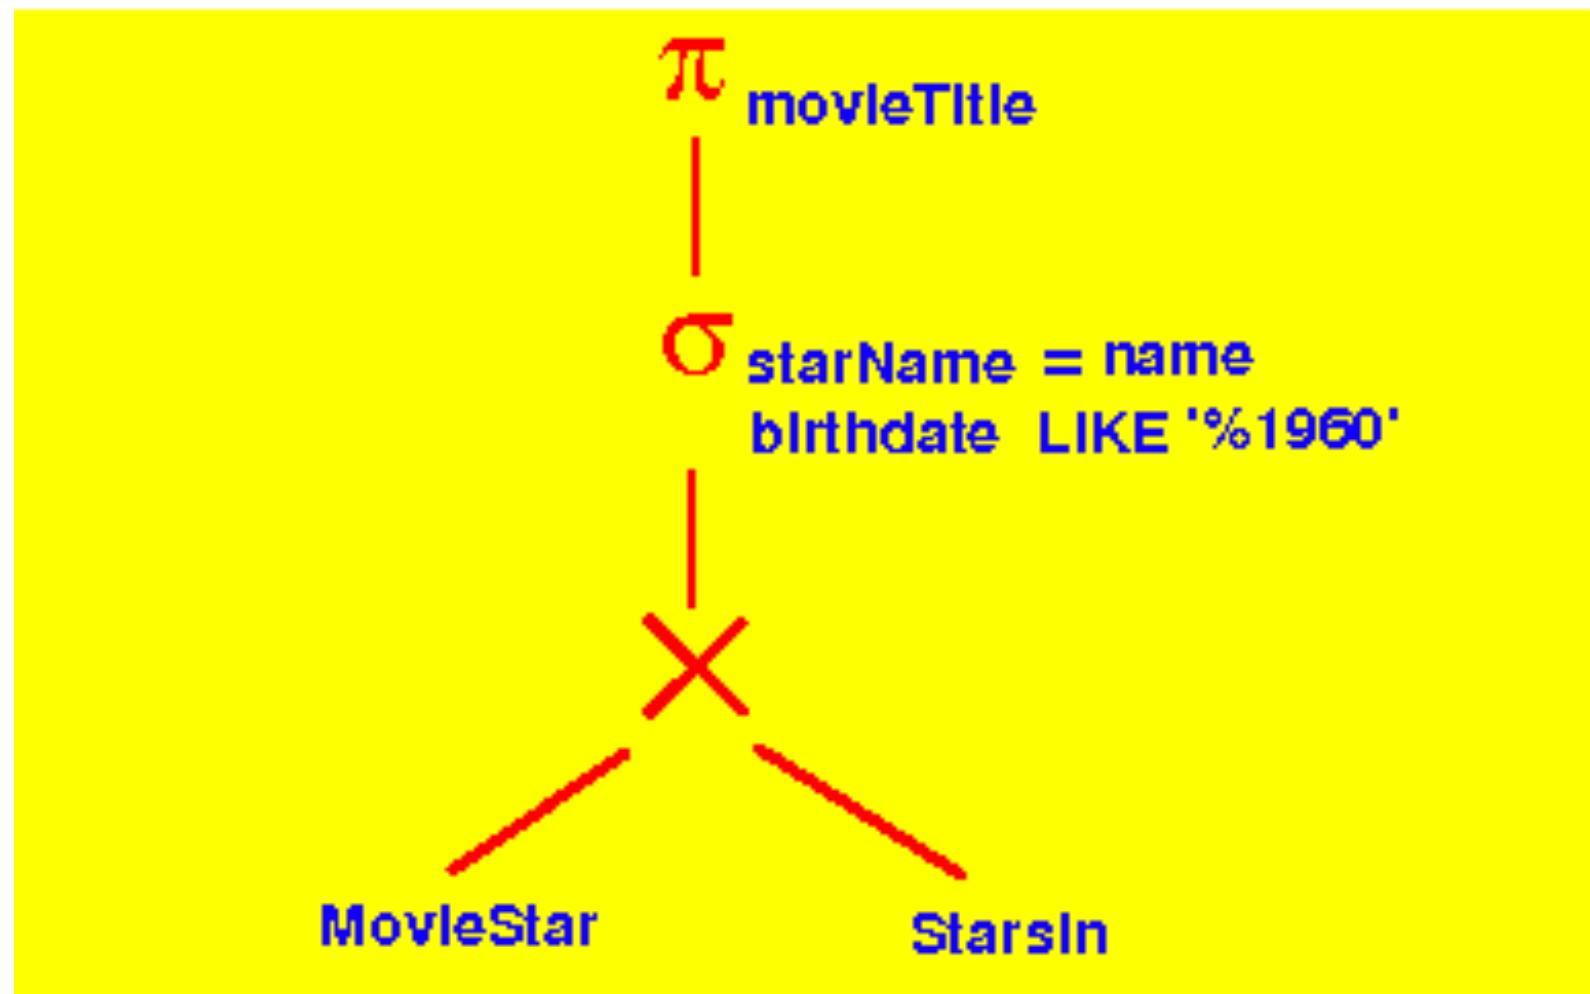 π movieTitle
σ starName = name
birthdate LIKE '%1960'
×
MovieStar StarsIn